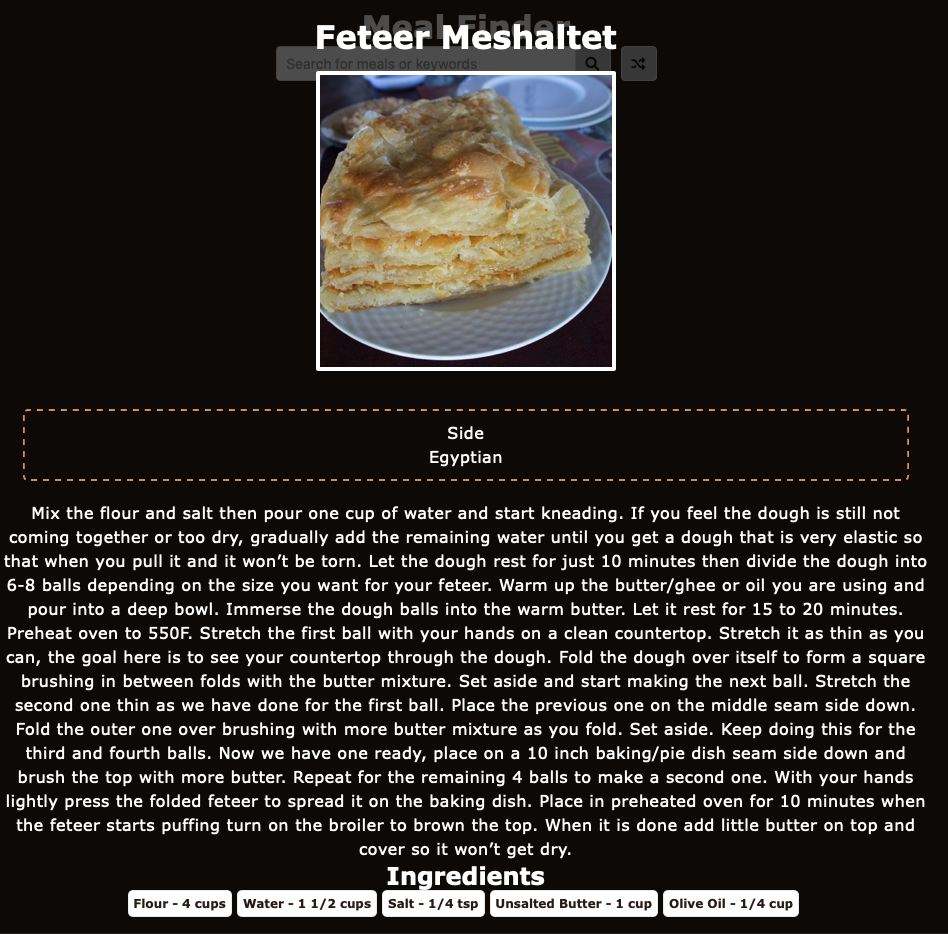 Meal Finder
Feteer Meshaltet
Search for meals or keywords
Side
Egyptian
Mix the flour and salt then pour one cup of water and start kneading. If you feel the dough is still not
coming together or too dry, gradually add the remaining water until you get a dough that is very elastic so
that when you pull it and it won’t be torn. Let the dough rest for just 10 minutes then divide the dough into
6-8 balls depending on the size you want for your feteer. Warm up the butter/ghee or oil you are using and
pour into a deep bowl. Immerse the dough balls into the warm butter. Let it rest for 15 to 20 minutes.
Preheat oven to 550F. Stretch the first ball with your hands on a clean countertop. Stretch it as thin as you
can, the goal here is to see your countertop through the dough. Fold the dough over itself to form a square
brushing in between folds with the butter mixture. Set aside and start making the next ball. Stretch the
second one thin as we have done for the first ball. Place the previous one on the middle seam side down.
Fold the outer one over brushing with more butter mixture as you fold. Set aside. Keep doing this for the
third and fourth balls. Now we have one ready, place on a 10 inch baking/pie dish seam side down and
brush the top with more butter. Repeat for the remaining 4 balls to make a second one. With your hands
lightly press the folded feteer to spread it on the baking dish. Place in preheated oven for 10 minutes when
the feteer starts puffing turn on the broiler to brown the top. When it is done add little butter on top and
cover so it won’t get dry.
Ingredients
Flour - 4 cups Water - 1 1/2 cups Salt - 1/4 tsp Unsalted Butter - 1 cup Olive Oil - 1/4 cup